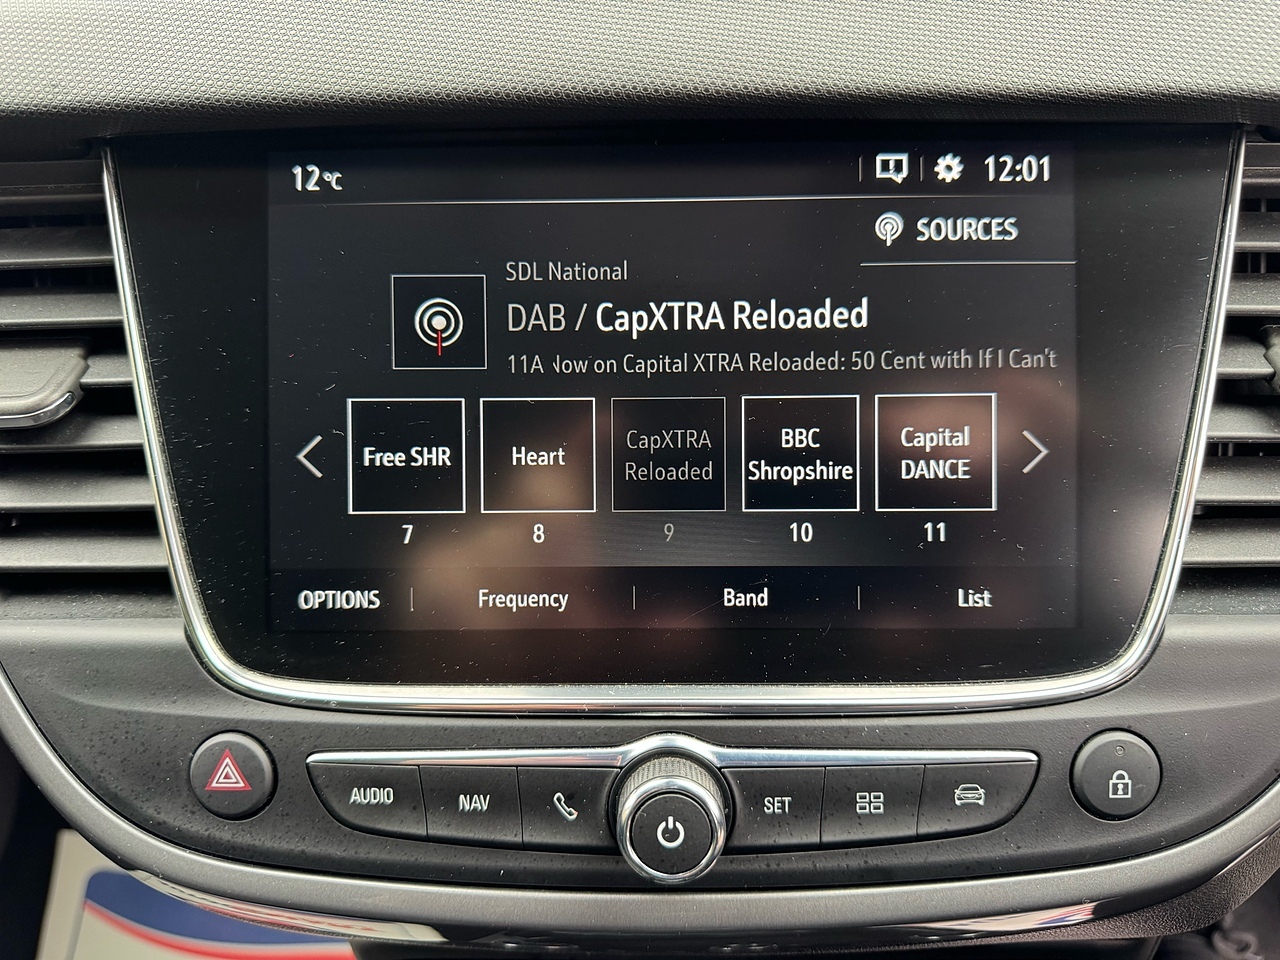 12°C
12:01
SOURCES
SDL National
DAB / CapXTRA Reloaded
11A Now on Capital XTRA Reloaded: 50 Cent with If I Can't
Free SHR
Heart
CapXTRA
Reloaded
BBC
Shropshire
Capital
DANCE
7
8
9
10
11
OPTIONS
Frequency
Band
List
AUDIO
NAV
SET